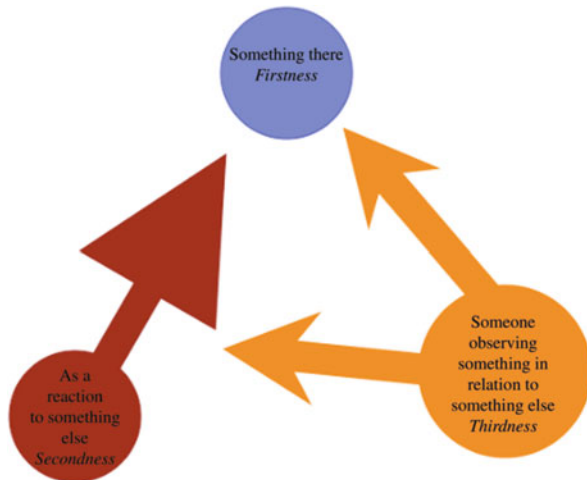 Something there
Firstness
As a
reaction
to something
else
Secondness
Someone
observing
something in
relation to
something else
Thirdness